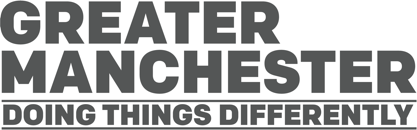 GREATER
MANCHESTER
DOING THINGS DIFFERENTLY